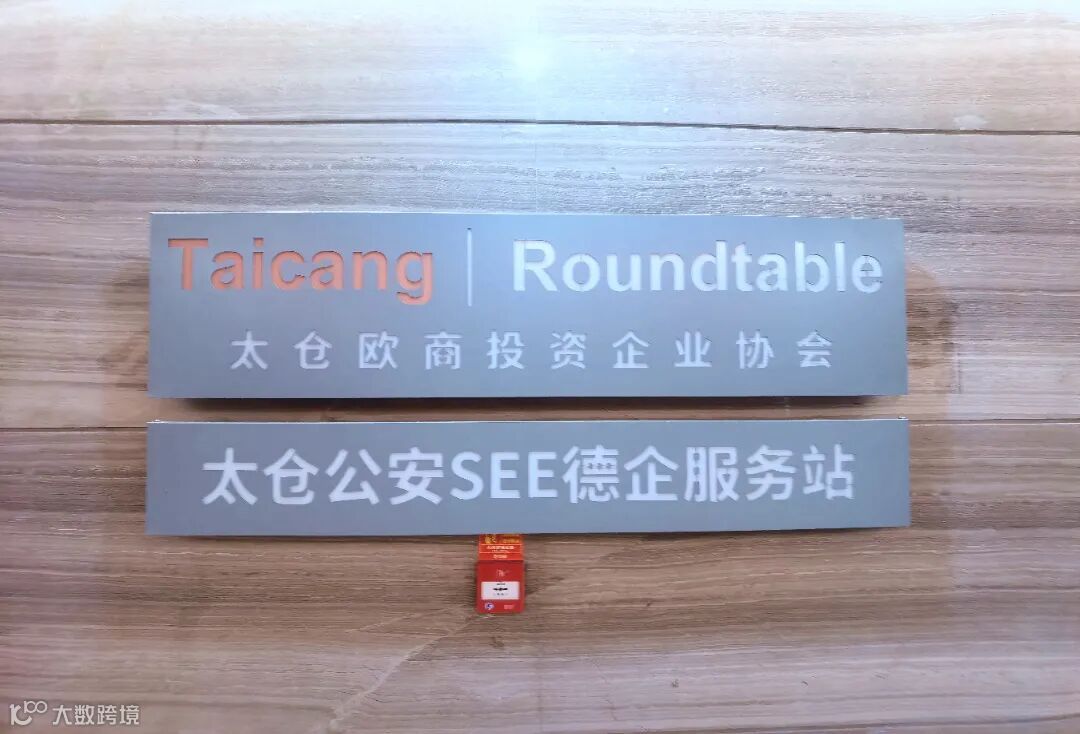 Taicang | Roundtable
太仓欧商投资企业协会
太仓公安SEE德企服务站
大数跨境